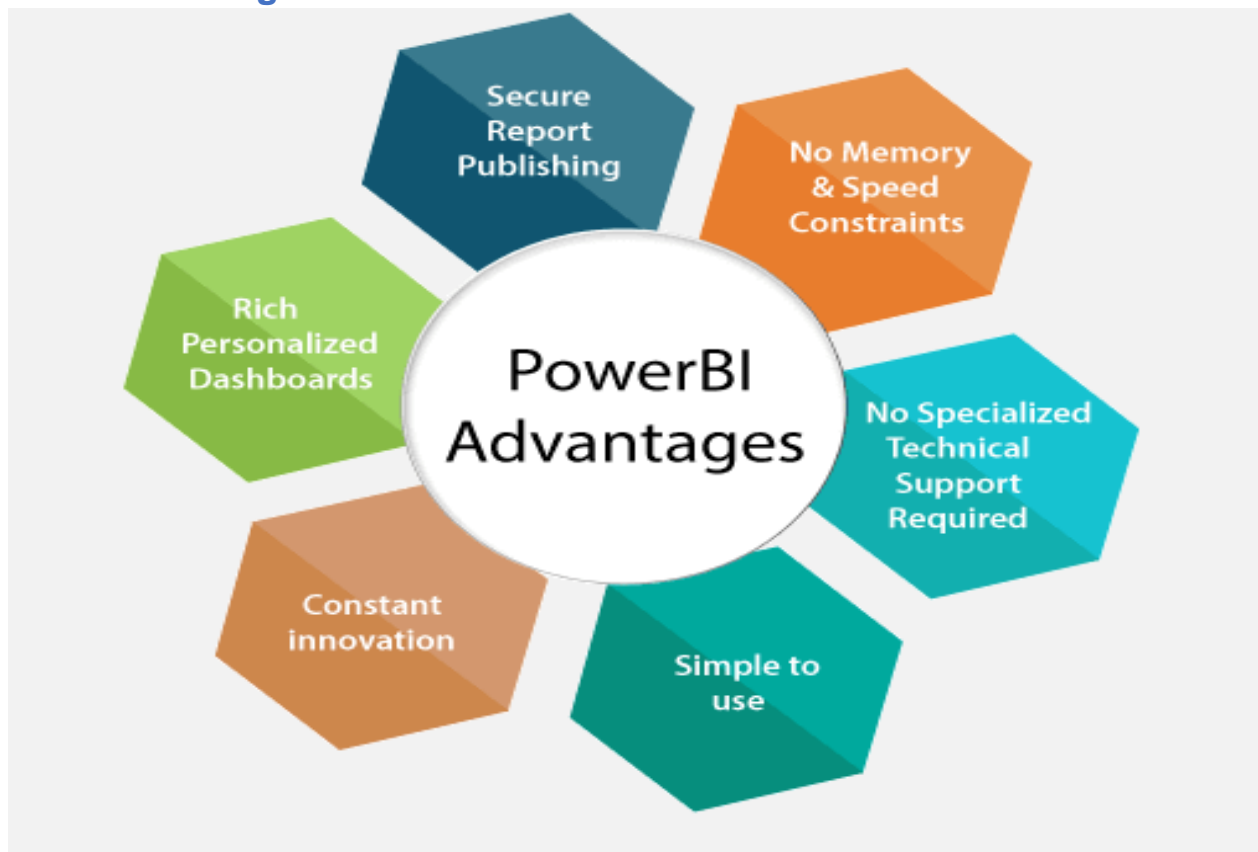 PowerBI
Advantages
Secure
Report
Publishing
No Memory
& Speed
Constraints
No Specialized
Technical
Support
Required
Simple to
use
Constant
innovation
Rich
Personalized
Dashboards